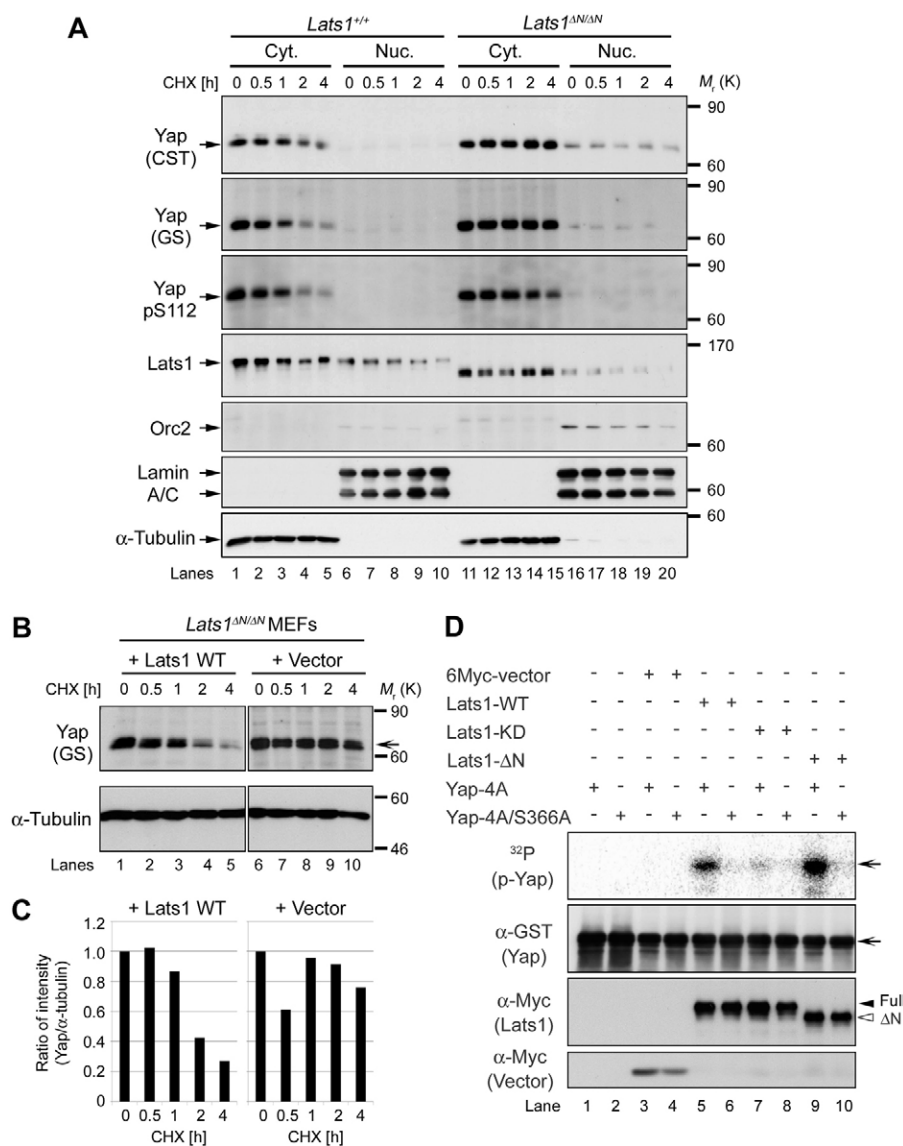 A
Lats1+/+ Lats1ΔN/ΔN
Cyt. Nuc. Cyt. Nuc.
CHX [h] 0 0.5 1 2 4 0 0.5 1 2 4 0 0.5 1 2 4 0 0.5 1 2 4 Mr (K)
90
Yap
(CST)
60
90
Yap
(GS)
60
90
Yap
pS112
60
170
Lats1
Orc2
60
Lamin
A/C
60
60
α-Tubulin
Lanes 1 2 3 4 5 6 7 8 9 10 11 12 13 14 15 16 17 18 19 20
B
Lats1ΔN/ΔN MEFs
+ Lats1 WT + Vector
CHX [h] 0 0.5 1 2 4 0 0.5 1 2 4 Mr (K)
90
Yap
(GS)
60
60
α-Tubulin
46
Lanes 1 2 3 4 5 6 7 8 9 10
C
+ Lats1 WT + Vector
Ratio of intensity
(Yap/α-tubulin)
1.2
1.0
0.8
0.6
0.4
0.2
0
0 0.5 1 2 4 0 0.5 1 2 4
CHX [h] CHX [h]
D
6Myc-vector - - + + - - - - - -
Lats1-WT - - - - + + - - - -
Lats1-KD - - - - - - + + - -
Lats1-ΔN - - - - - - - - + +
Yap-4A + - + - + - + - + -
Yap-4A/S366A - + - + - + - + - +
32P
(p-Yap)
α-GST
(Yap)
α-Myc
(Lats1)
Full
ΔN
α-Myc
(Vector)
Lane 1 2 3 4 5 6 7 8 9 10